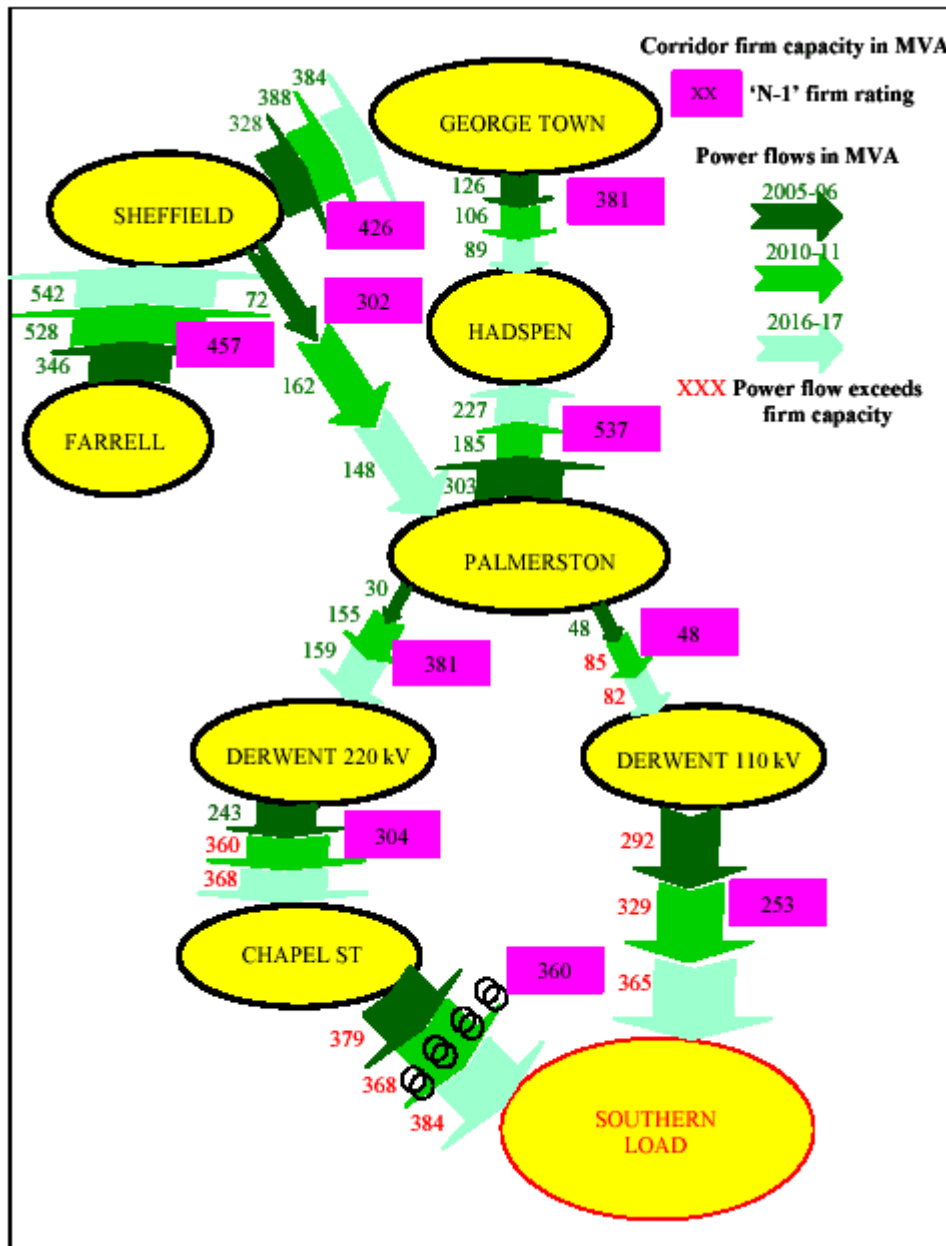 Corridor firm capacity in MVA
XX
'N-1' firm rating
Power flows in MVA
2005-06
2010-11
2016-17
XXX Power flow exceeds
firm capacity
384
388
328
GEORGE TOWN
SHEFFIELD
426
126
106
89
381
HADSPEN
542
528
346
72
302
457
162
148
FARRELL
227
185
303
537
PALMERSTON
30
155
159
381
48
85
82
48
DERWENT 220 kV
DERWENT 110 kV
243
360
368
304
292
329
365
253
CHAPEL ST
360
379
368
384
SOUTHERN
LOAD